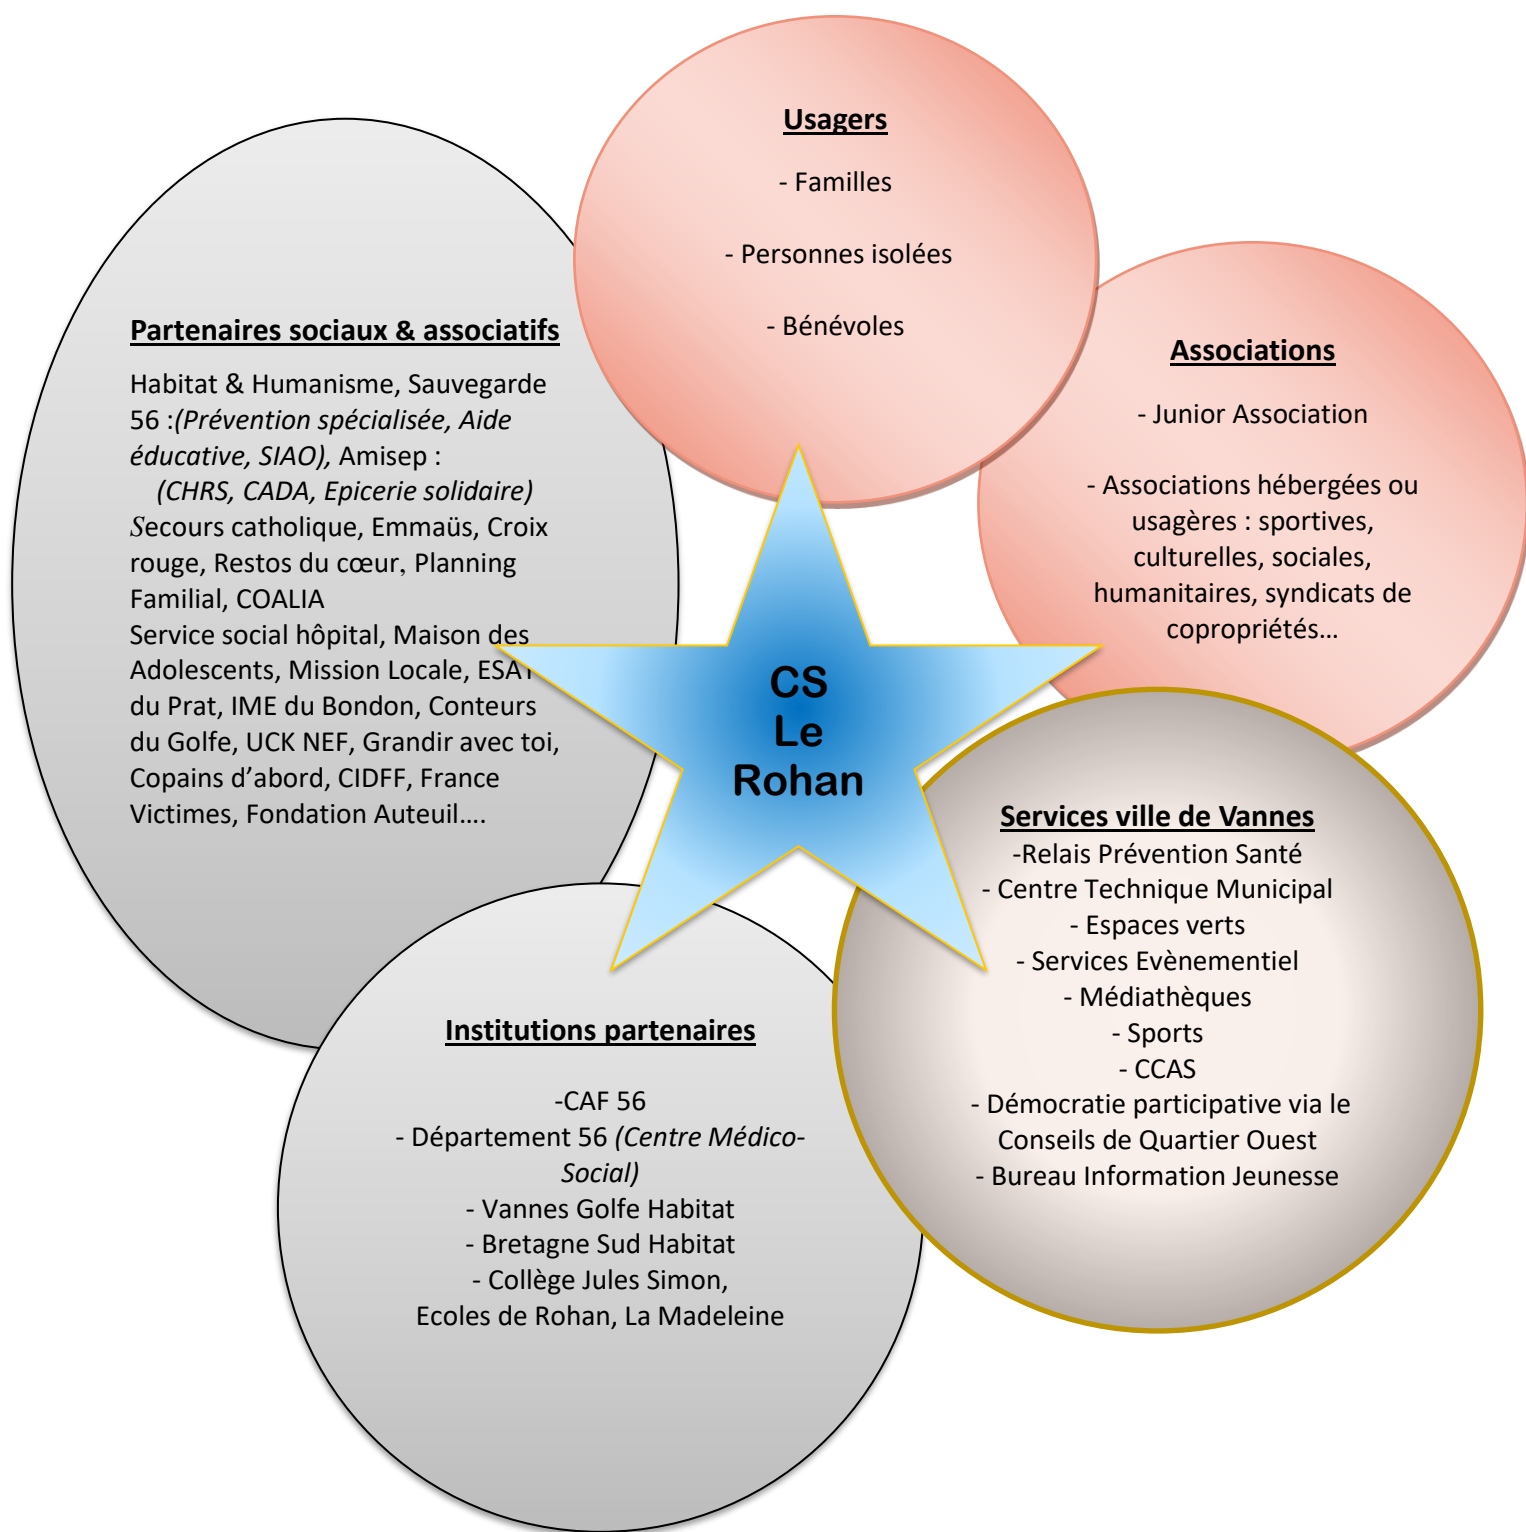 Usagers
- Familles
- Personnes isolées
- Bénévoles
Partenaires sociaux & associatifs
Habitat & Humanisme, Sauvegarde
56 :(Prévention spécialisée, Aide
éducative, SIAO), Amisep :
(CHRS, CADA, Epicerie solidaire)
Secours catholique, Emmaüs, Croix
rouge, Restos du cœur, Planning
Familial, COALIA
Service social hôpital, Maison des
Adolescents, Mission Locale, ESAT
du Prat, IME du Bondon, Conteurs
du Golfe, UCK NEF, Grandir avec toi,
Copains d’abord, CIDFF, France
Victimes, Fondation Auteuil….
Associations
- Junior Association
- Associations hébergées ou
usagères : sportives,
culturelles, sociales,
humanitaires, syndicats de
copropriétés…
CS
Le
Rohan
Services ville de Vannes
-Relais Prévention Santé
- Centre Technique Municipal
- Espaces verts
- Services Evènementiel
- Médiathèques
- Sports
- CCAS
- Démocratie participative via le
Conseils de Quartier Ouest
- Bureau Information Jeunesse
Institutions partenaires
-CAF 56
- Département 56 (Centre Médico-
Social)
- Vannes Golfe Habitat
- Bretagne Sud Habitat
- Collège Jules Simon,
Ecoles de Rohan, La Madeleine